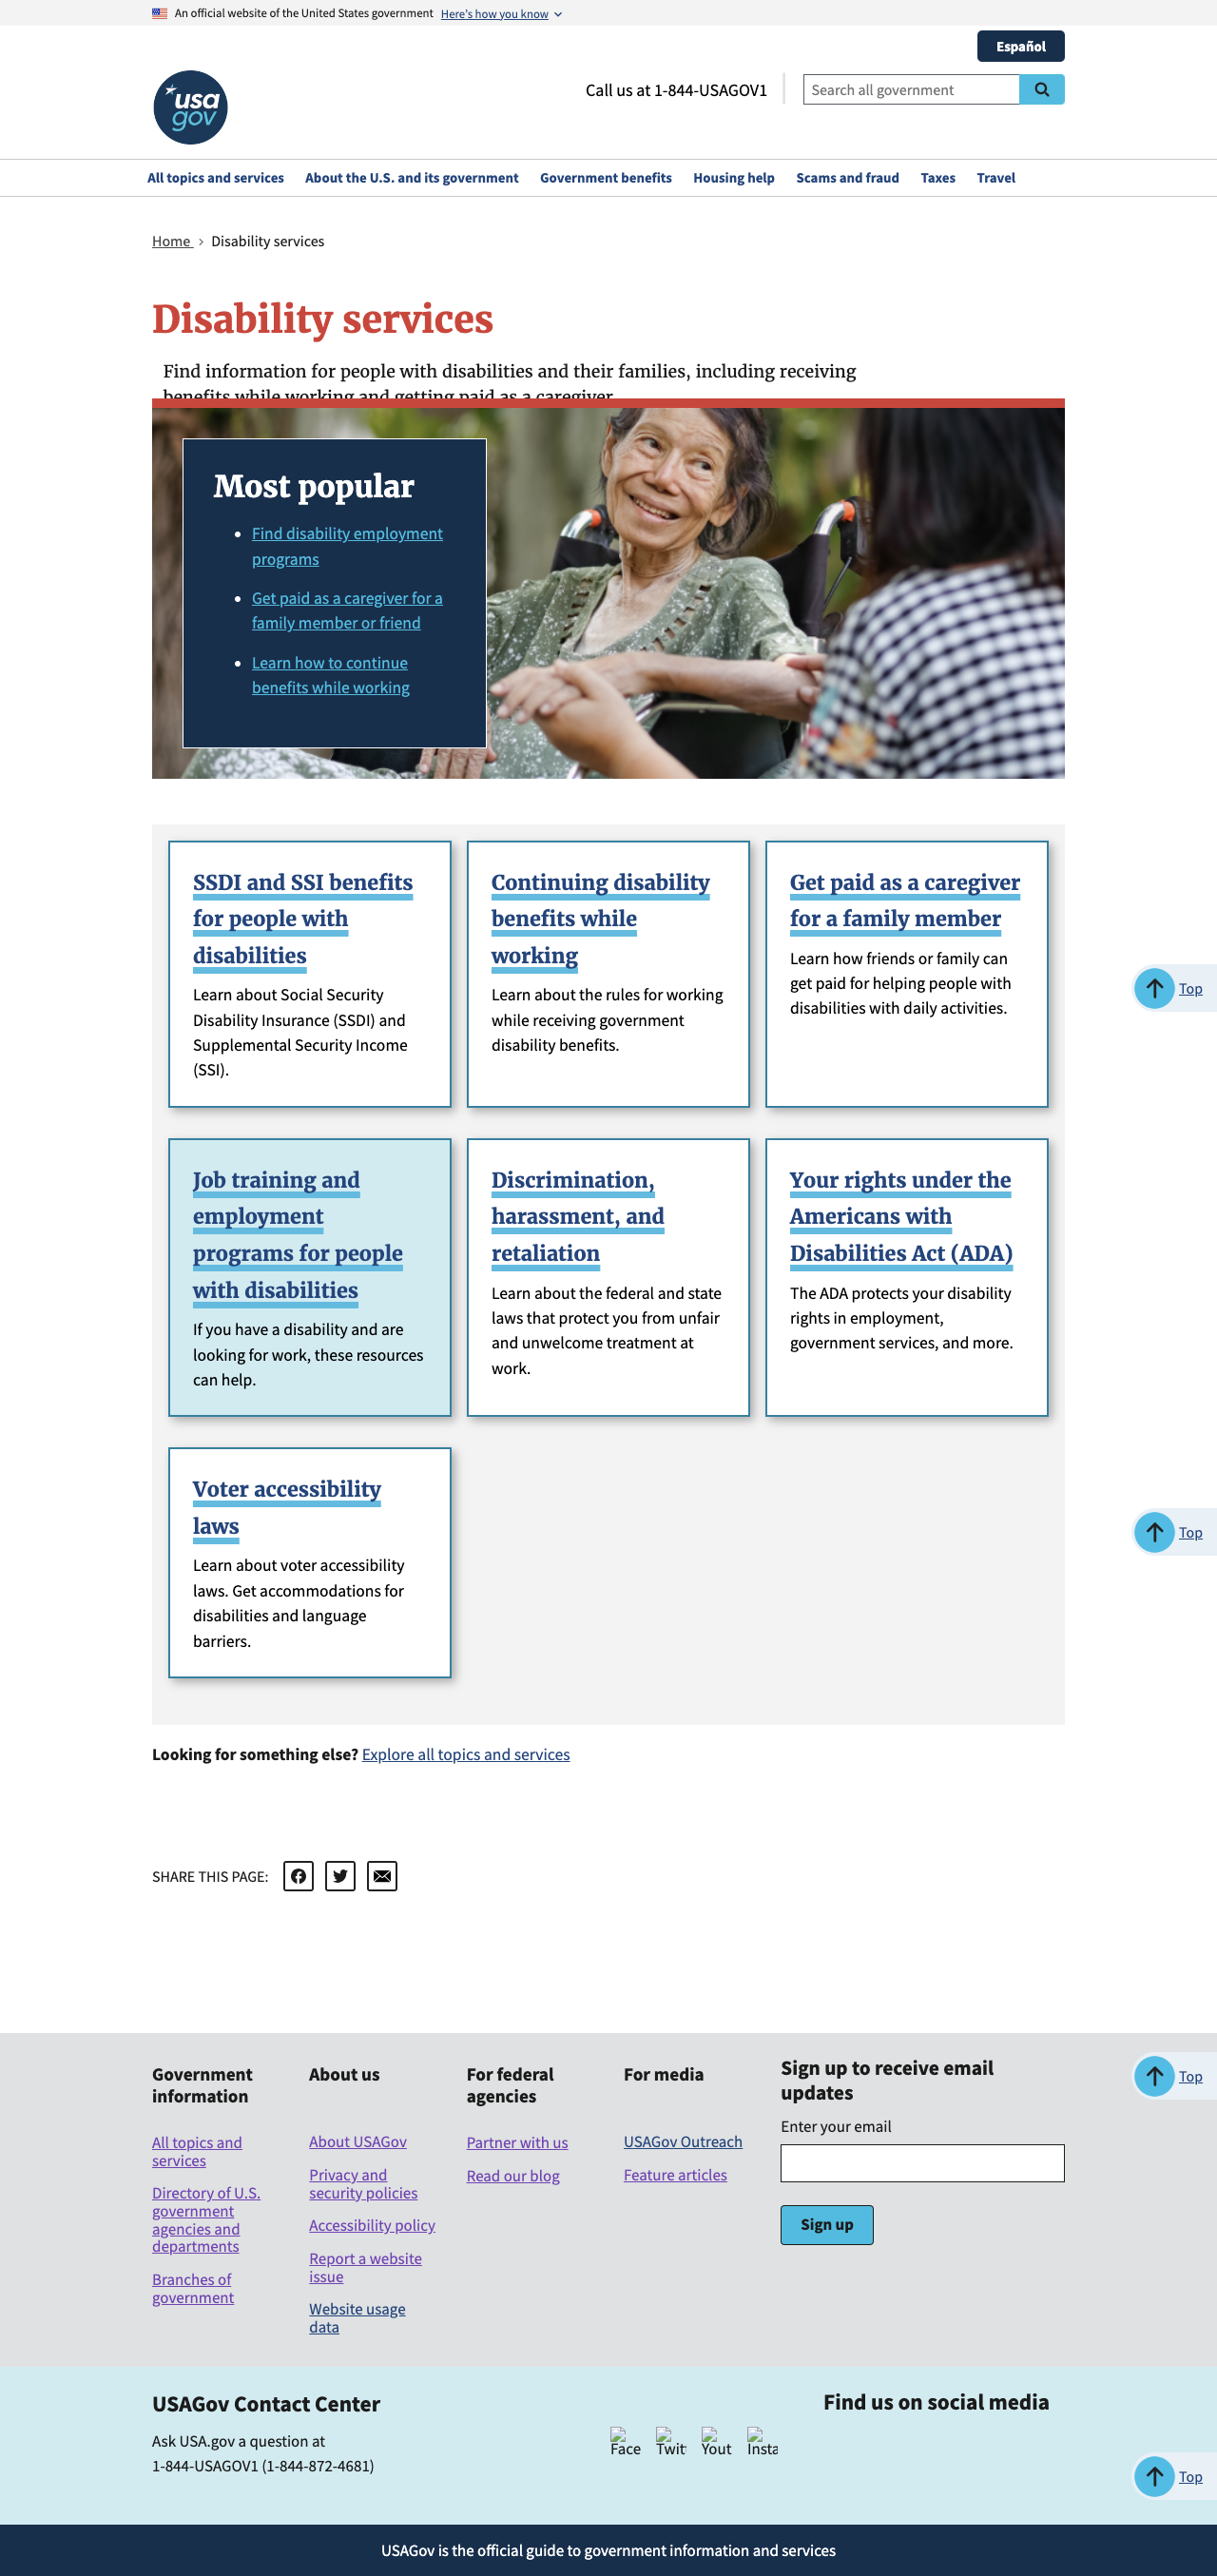 An official website of the United States government Here's how you know
Español
usa
gov
Call us at 1-844-USAGOV1
Search all government
All topics and services About the U.S. and its government Government benefits Housing help Scams and fraud Taxes Travel
Home Disability services
Disability services
Find information for people with disabilities and their families, including receiving
benefits while working and getting paid as a caregiver.
Most popular
Find disability employment
programs
Get paid as a caregiver for a
family member or friend
Learn how to continue
benefits while working
SSDI and SSI benefits
for people with
disabilities
Learn about Social Security
Disability Insurance (SSDI) and
Supplemental Security Income
(SSI).
Continuing disability
benefits while
working
Learn about the rules for working
while receiving government
disability benefits.
Get paid as a caregiver
for a family member
Learn how friends or family can
get paid for helping people with
disabilities with daily activities.
Top
Job training and
employment
programs for people
with disabilities
If you have a disability and are
looking for work, these resources
can help.
Discrimination,
harassment, and
retaliation
Learn about the federal and state
laws that protect you from unfair
and unwelcome treatment at
work.
Your rights under the
Americans with
Disabilities Act (ADA)
The ADA protects your disability
rights in employment,
government services, and more.
Voter accessibility
laws
Learn about voter accessibility
laws. Get accommodations for
disabilities and language
barriers.
Top
Looking for something else? Explore all topics and services
SHARE THIS PAGE:
Government
information
All topics and
services
Directory of U.S.
government
agencies and
departments
Branches of
government
About us
About USAGov
Privacy and
security policies
Accessibility policy
Report a website
issue
Website usage
data
For federal
agencies
Partner with us
Read our blog
For media
USAGov Outreach
Feature articles
Sign up to receive email
updates
Enter your email
Sign up
Top
USAGov Contact Center
Ask USA.gov a question at
1-844-USAGOV1 (1-844-872-4681)
Find us on social media
Face Twitt Yout Insta
Top
USAGov is the official guide to government information and services